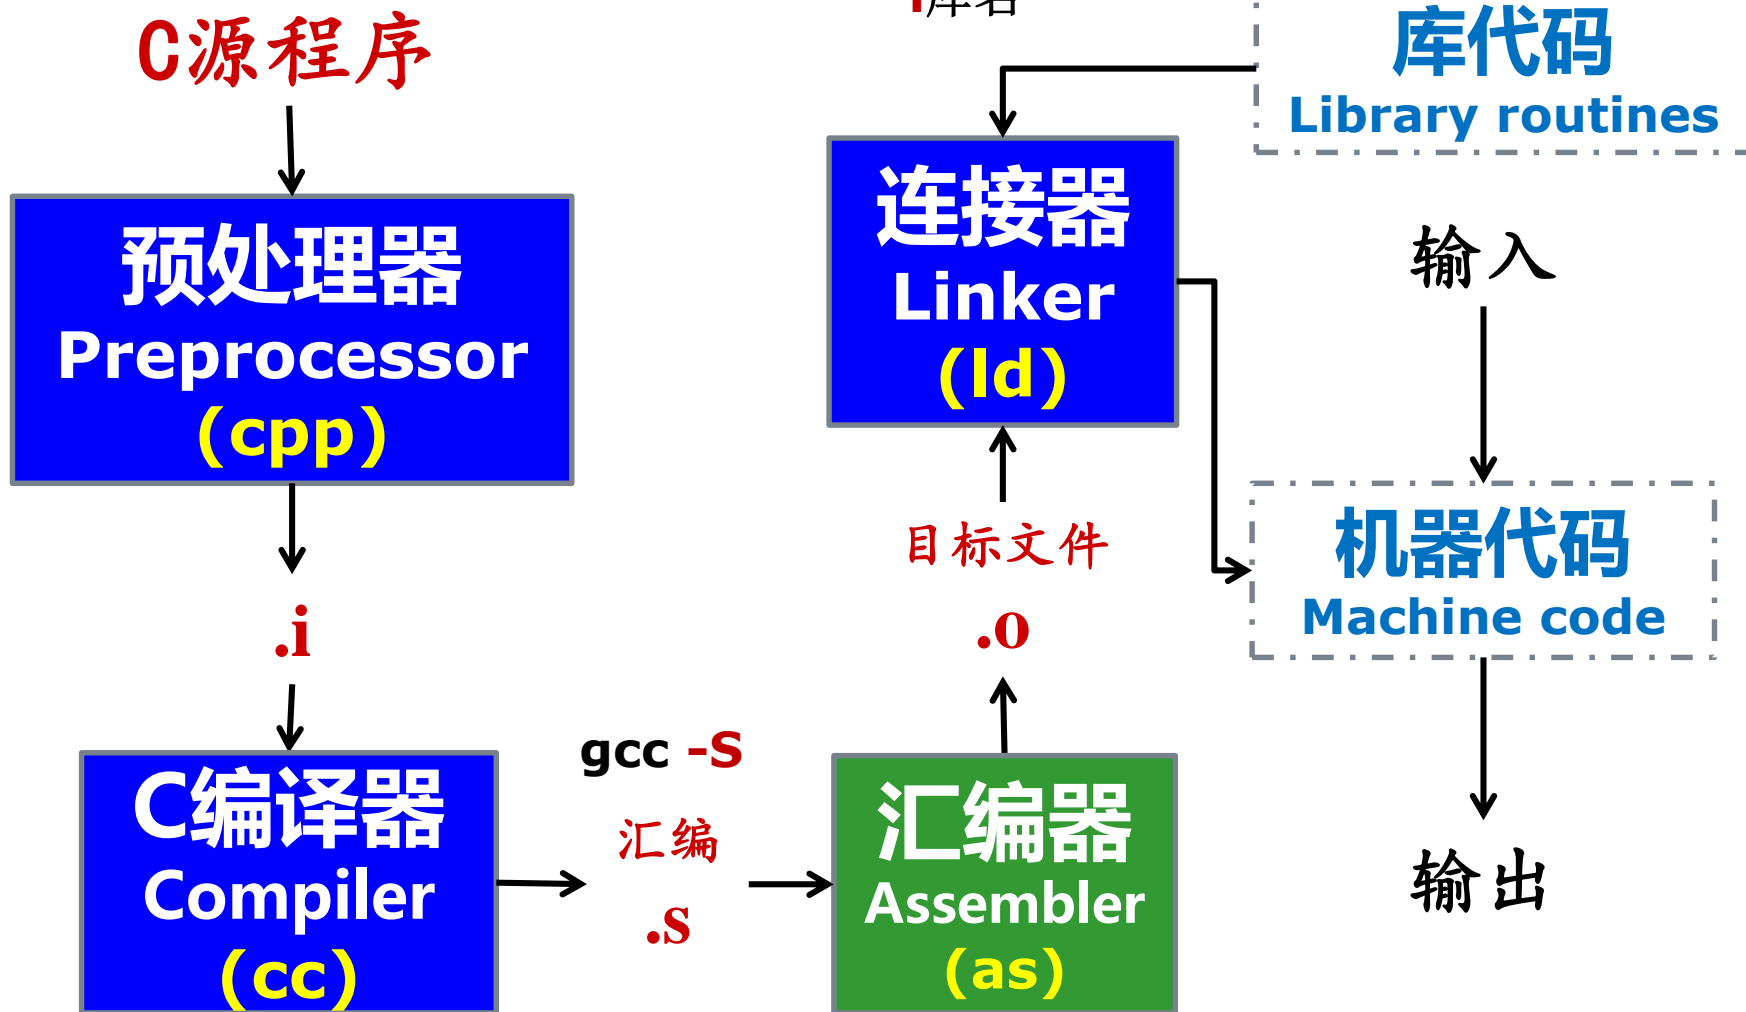 C源程序
预处理器
Preprocessor
(cpp)
.i
C编译器
Compiler
(cc)
gcc -S
汇编
.s
汇编器
Assembler
(as)
.o
目标文件
连接器
Linker
(ld)
库名
库代码
Library routines
输入
机器代码
Machine code
输出